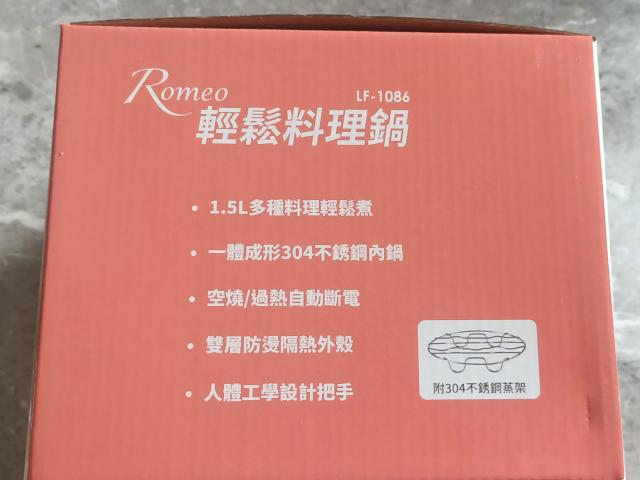 Romeo
LF-1086
輕鬆料理鍋
• 1.5L多種料理輕鬆煮
• 一體成形304不銹鋼內鍋
• 空燒/過熱自動斷電
• 雙層防燙隔熱外殼
• 人體工學設計把手
附304不銹鋼蒸架